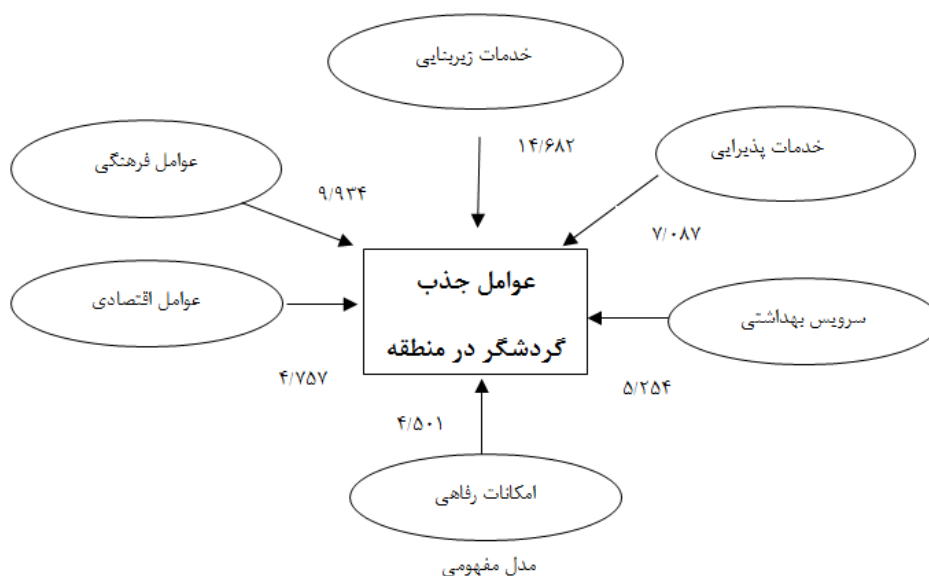 خدمات زیربنایی
۱۴/۶۸۲
خدمات پذیرایی
۷/۰۸۷
عوامل فرهنگی
۹/۹۳۴
عوامل جذب
گردشگر در منطقه
عوامل اقتصادی
۴/۷۵۷
سرویس بهداشتی
۵/۲۵۴
۴/۵۰۱
امکانات رفاهی
مدل مفهومی